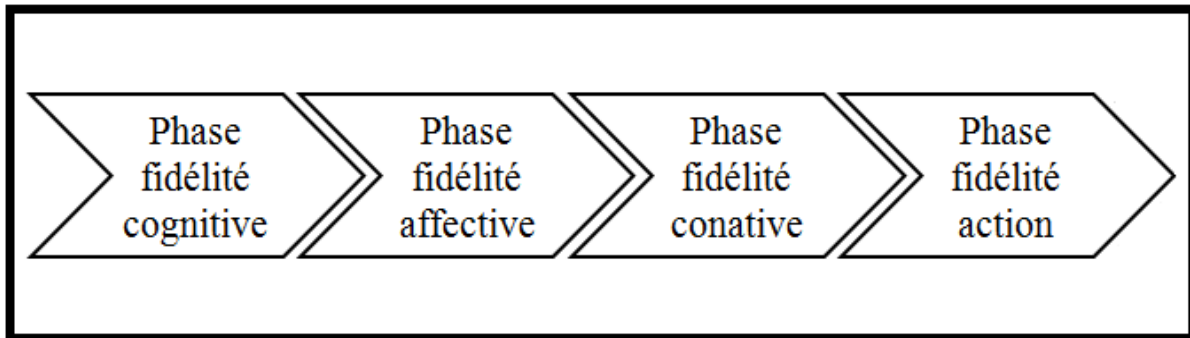 Phase
fidélité
cognitive
Phase
fidélité
affective
Phase
fidélité
conative
Phase
fidélité
action